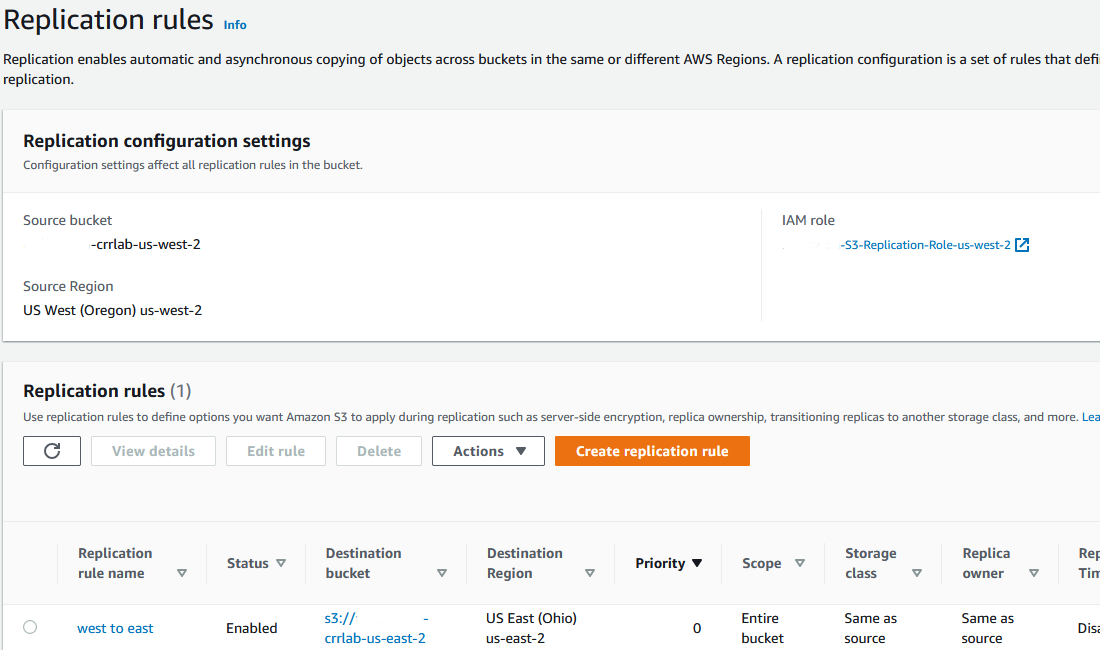 Replication rules Info
Replication enables automatic and asynchronous copying of objects across buckets in the same or different AWS Regions. A replication configuration is a set of rules that defi
replication.
Replication configuration settings
Configuration settings affect all replication rules in the bucket.
Source bucket
-crrlab-us-west-2
IAM role
-S3-Replication-Role-us-west-2
Source Region
US West (Oregon) us-west-2
Replication rules (1)
Use replication rules to define options you want Amazon S3 to apply during replication such as server-side encryption, replica ownership, transitioning replicas to another storage class, and more. Lea
View details Edit rule Delete Actions Create replication rule
Replication rule name
Status
Destination bucket
Destination Region
Priority
Scope
Storage class
Replica owner
Rep
Tim
west to east
Enabled
s3:// -
crrlab-us-east-2
US East (Ohio)
us-east-2
0
Entire
bucket
Same as
source
Same as
source
Disa